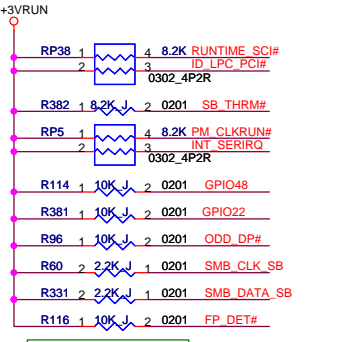 +3VRUN
RP38 1 4 8.2K RUNTIME_SCI#
2 3 ID_LPC_PCI#
0302_4P2R
R382 1 8.2K_J 2 0201 SB_THRM#
RP5 1 4 8.2K PM_CLKRUN#
2 3 INT_SERIRQ
0302_4P2R
R114 1 10K_J 2 0201 GPIO48
R381 1 10K_J 2 0201 GPIO22
R96 1 10K_J 2 0201 ODD_DP#
R60 2 2.2K_J 1 0201 SMB_CLK_SB
R331 2 2.2K_J 1 0201 SMB_DATA_SB
R116 1 10K_J 2 0201 FP_DET#